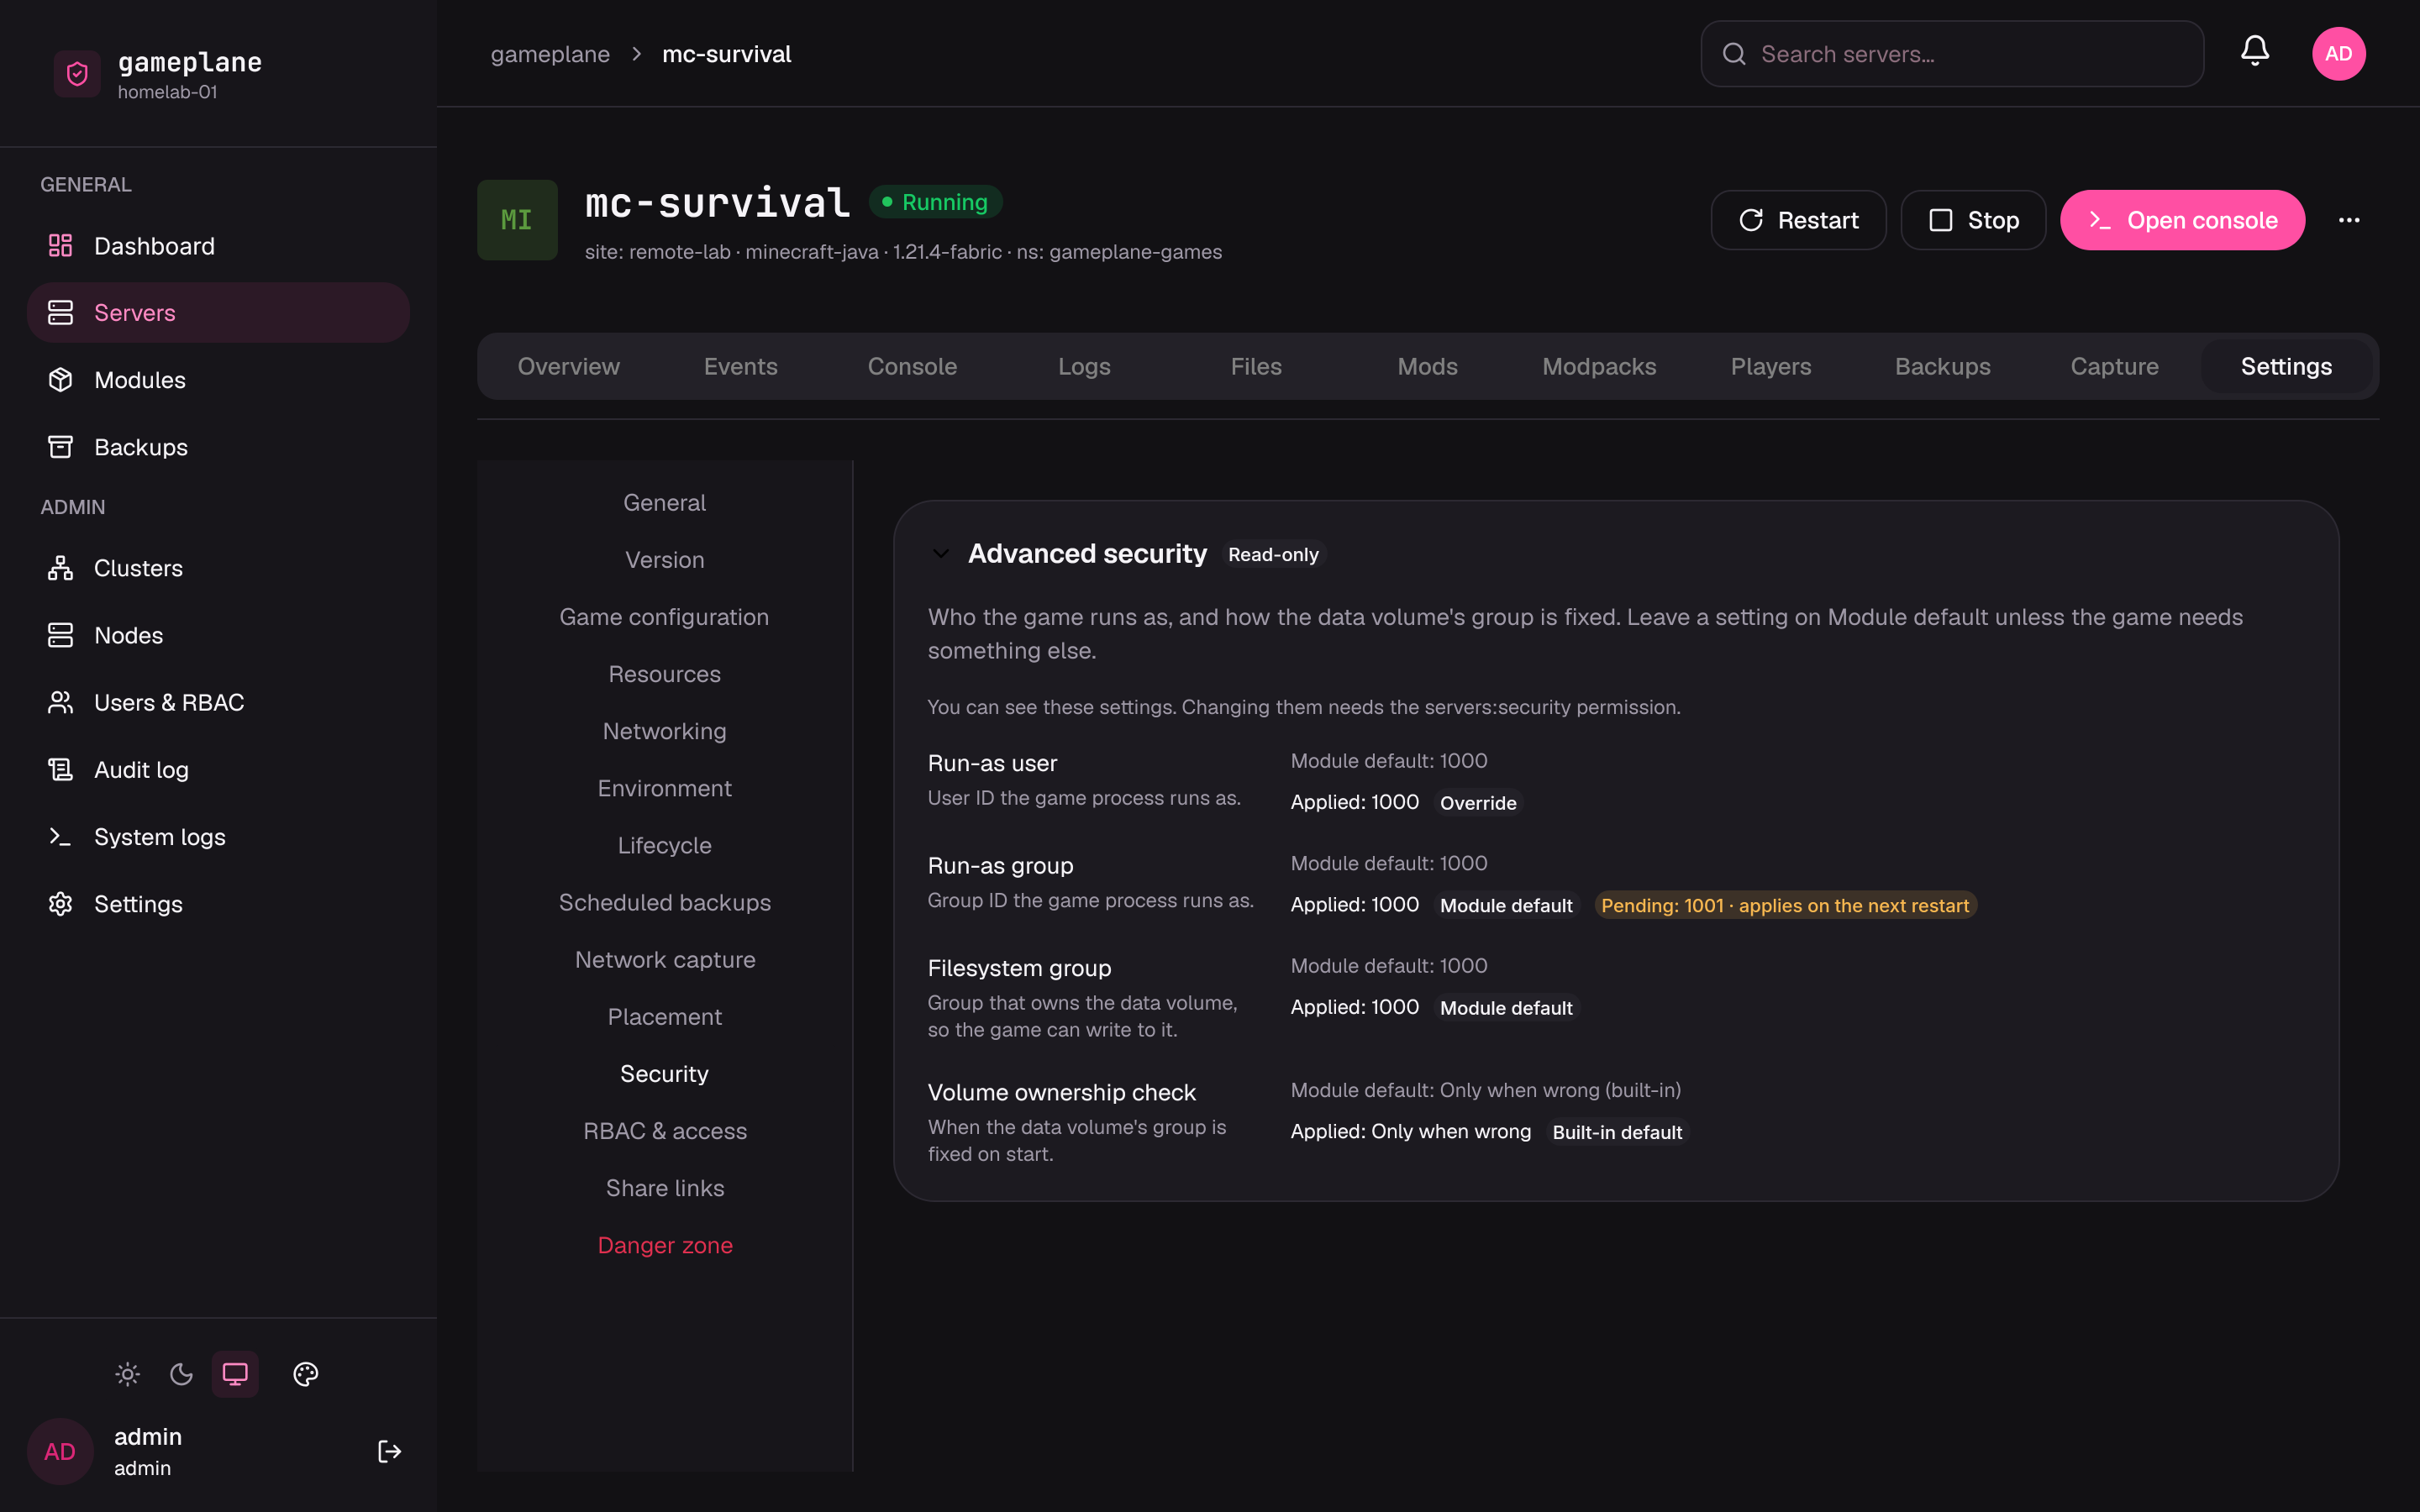 gameplane
homelab-01
GENERAL
Dashboard
Servers
Modules
Backups
ADMIN
Clusters
Nodes
Users & RBAC
Audit log
System logs
Settings
AD
admin
admin
gameplane
mc-survival
Search servers...
AD
MI
mc-survival
Running
site: remote-lab · minecraft-java · 1.21.4-fabric · ns: gameplane-games
Restart
Stop
Open console
Overview
Events
Console
Logs
Files
Mods
Modpacks
Players
Backups
Capture
Settings
General
Version
Game configuration
Resources
Networking
Environment
Lifecycle
Scheduled backups
Network capture
Placement
Security
RBAC & access
Share links
Danger zone
Advanced security
Read-only
Who the game runs as, and how the data volume's group is fixed. Leave a setting on Module default unless the game needs
something else.
You can see these settings. Changing them needs the servers:security permission.
Run-as user
User ID the game process runs as.
Module default: 1000
Applied: 1000
Override
Run-as group
Group ID the game process runs as.
Module default: 1000
Applied: 1000
Module default
Pending: 1001 · applies on the next restart
Filesystem group
Group that owns the data volume,
so the game can write to it.
Module default: 1000
Applied: 1000
Module default
Volume ownership check
When the data volume's group is
fixed on start.
Module default: Only when wrong (built-in)
Applied: Only when wrong
Built-in default